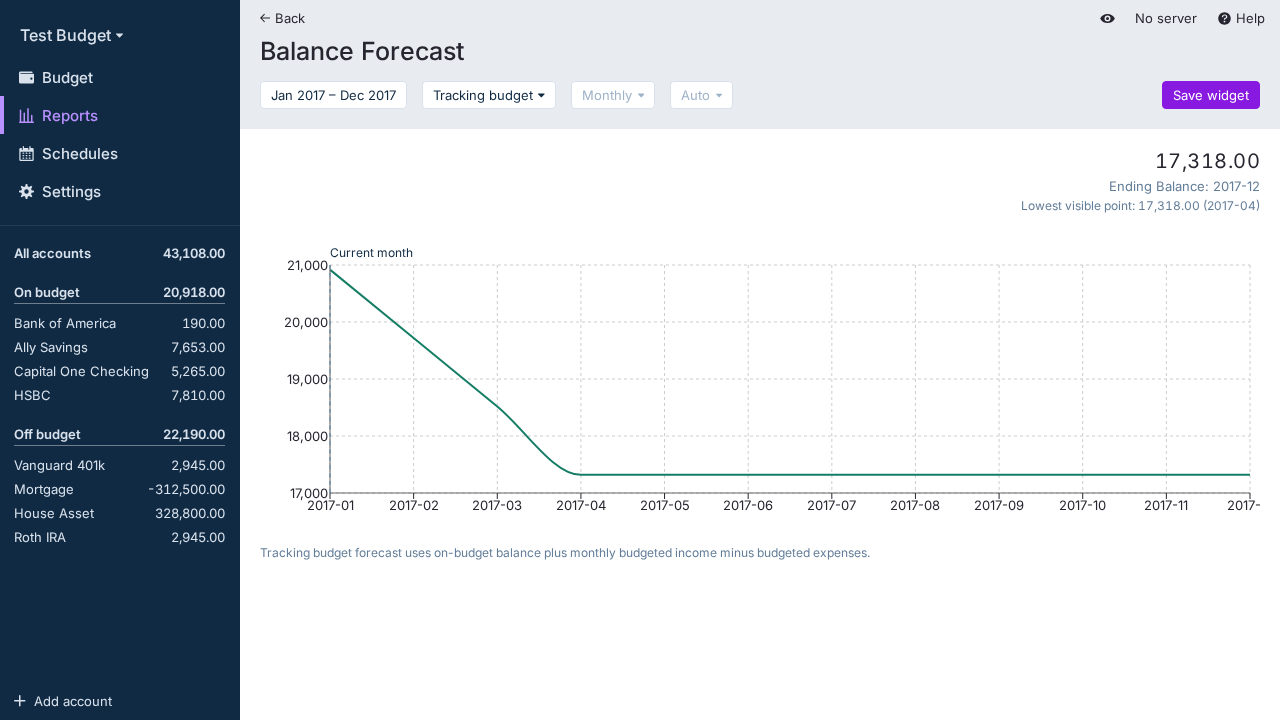 Test Budget
Budget
Reports
Schedules
Settings
All accounts 43,108.00
On budget 20,918.00
Bank of America 190.00
Ally Savings 7,653.00
Capital One Checking 5,265.00
HSBC 7,810.00
Off budget 22,190.00
Vanguard 401k 2,945.00
Mortgage -312,500.00
House Asset 328,800.00
Roth IRA 2,945.00
Add account
Back
No server
Help
Balance Forecast
Jan 2017 – Dec 2017
Tracking budget
Monthly
Auto
Save widget
17,318.00
Ending Balance: 2017-12
Lowest visible point: 17,318.00 (2017-04)
Current month
21,000
20,000
19,000
18,000
17,000
2017-01 2017-02 2017-03 2017-04 2017-05 2017-06 2017-07 2017-08 2017-09 2017-10 2017-11 2017-
Tracking budget forecast uses on-budget balance plus monthly budgeted income minus budgeted expenses.